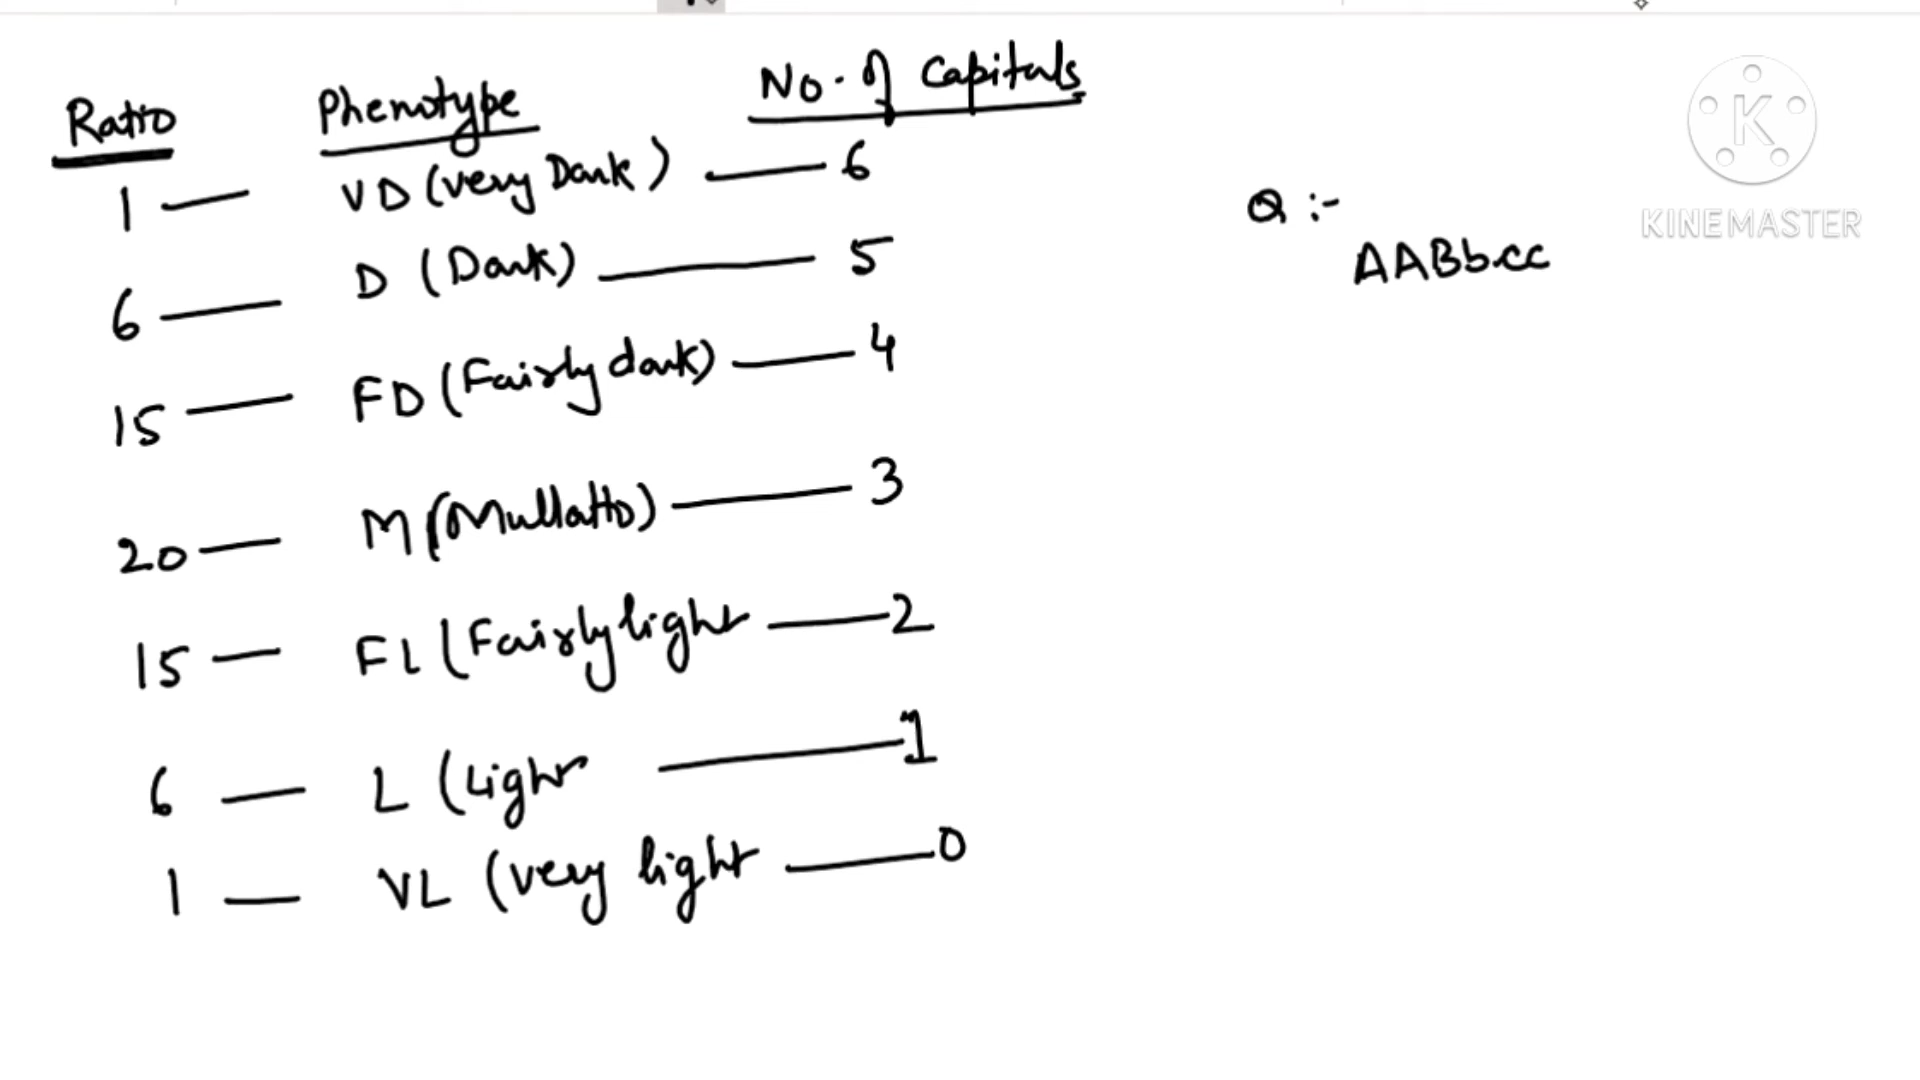 Ratio Phenotype No. of Capitals
1 — VD (very Dark) — 6
6 — D (Dark) — 5
15 — FD (Fairly dark) — 4
20 — M (Mullatto) — 3
15 — FL (Fairly light — 2
6 — L (Light — 1
1 — VL (very light — 0
Q :-
AABbcc
K
KINEMASTER